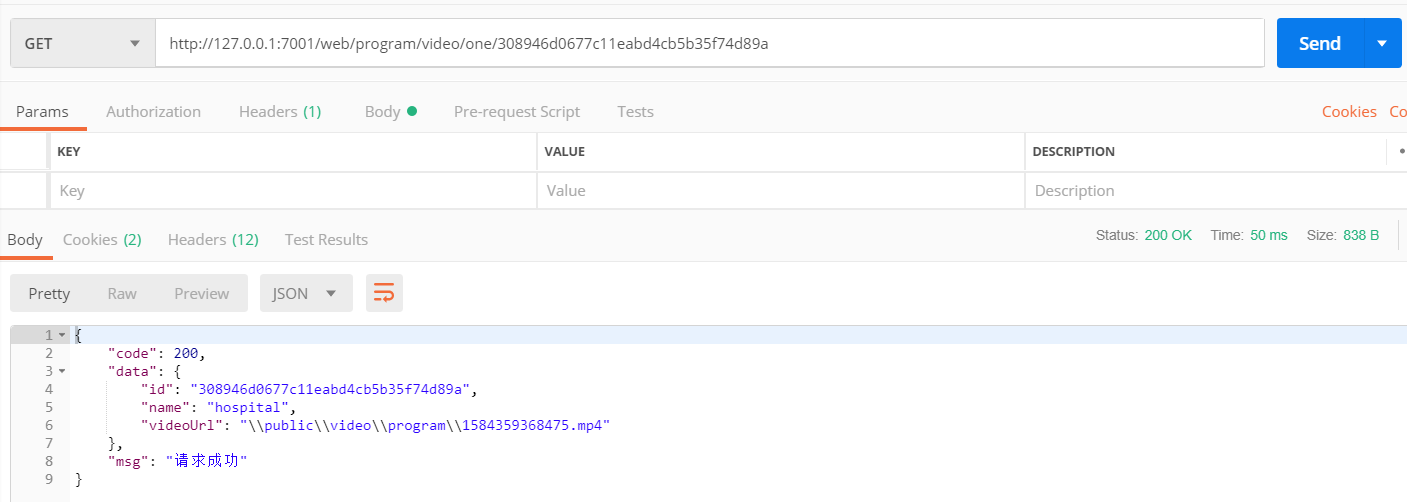 GET http://127.0.0.1:7001/web/program/video/one/308946d0677c11eabd4cb5b35f74d89a Send
Params Authorization Headers (1) Body Pre-request Script Tests Cookies Co
KEY VALUE DESCRIPTION
Key Value Description
Body Cookies (2) Headers (12) Test Results Status: 200 OK Time: 50 ms Size: 838 B
Pretty Raw Preview JSON
1 {
2 "code": 200,
3 "data": {
4 "id": "308946d0677c11eabd4cb5b35f74d89a",
5 "name": "hospital",
6 "videoUrl": "\\public\\video\\program\\1584359368475.mp4"
7 },
8 "msg": "请求成功"
9 }